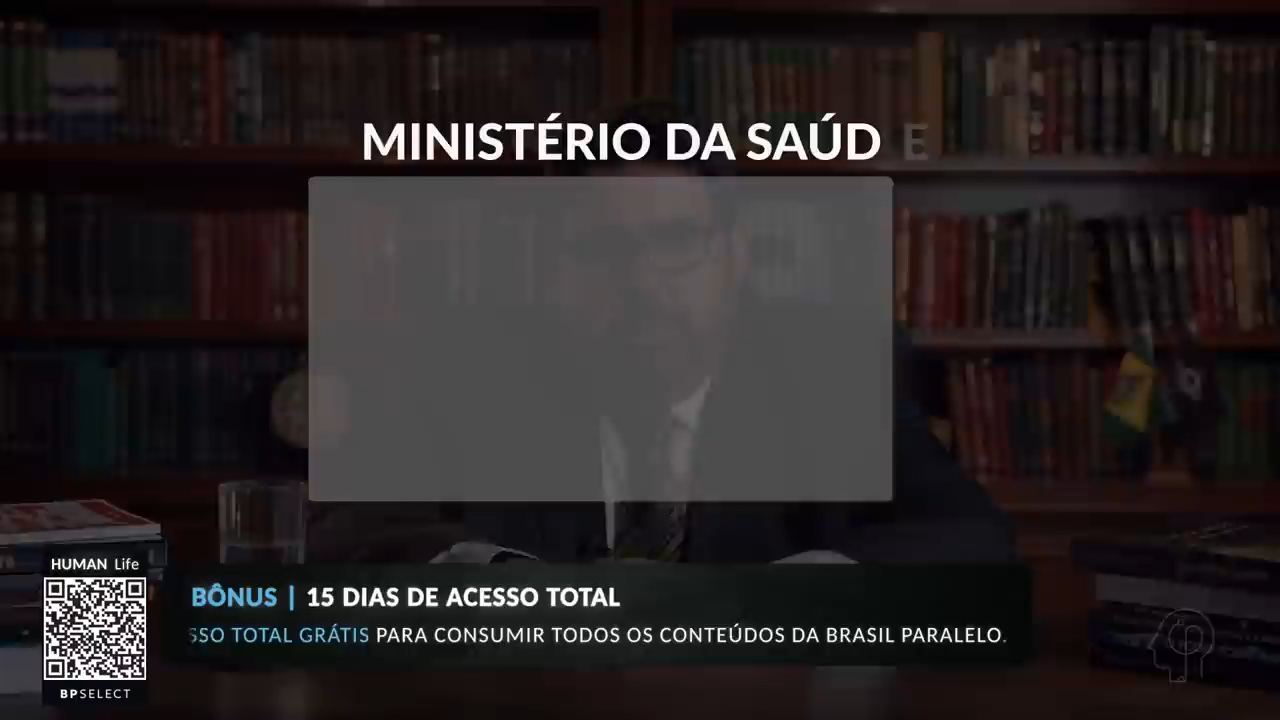 MINISTÉRIO DA SAÚD E
HUMAN Life
BÔNUS | 15 DIAS DE ACESSO TOTAL
SSO TOTAL GRÁTIS PARA CONSUMIR TODOS OS CONTEÚDOS DA BRASIL PARALELO.
BPSELECT